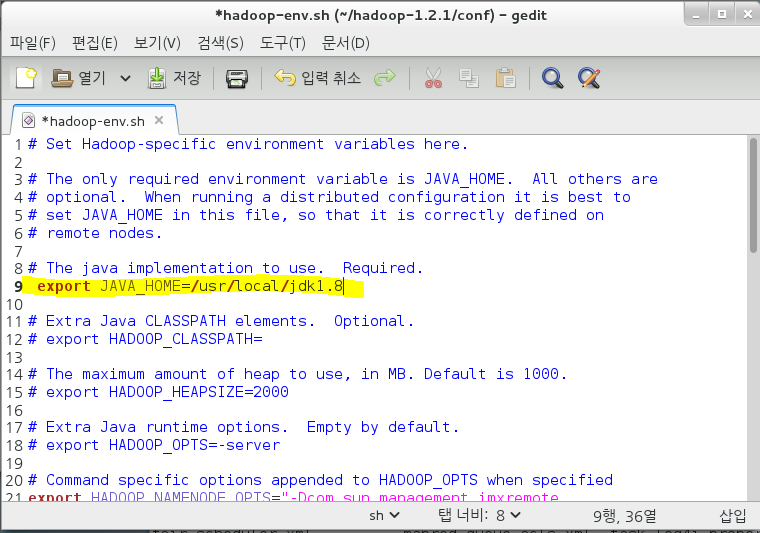 *hadoop-env.sh (~/hadoop-1.2.1/conf) - gedit
파일(F) 편집(E) 보기(V) 검색(S) 도구(T) 문서(D)
열기 저장 입력 취소
*hadoop-env.sh
1 # Set Hadoop-specific environment variables here.
2
3 # The only required environment variable is JAVA_HOME.  All others are
4 # optional.  When running a distributed configuration it is best to
5 # set JAVA_HOME in this file, so that it is correctly defined on
6 # remote nodes.
7
8 # The java implementation to use.  Required.
9  export JAVA_HOME=/usr/local/jdk1.8
10
11 # Extra Java CLASSPATH elements.  Optional.
12 # export HADOOP_CLASSPATH=
13
14 # The maximum amount of heap to use, in MB. Default is 1000.
15 # export HADOOP_HEAPSIZE=2000
16
17 # Extra Java runtime options.  Empty by default.
18 # export HADOOP_OPTS=-server
19
20 # Command specific options appended to HADOOP_OPTS when specified
21 export HADOOP_NAMENODE_OPTS="-Dcom.sun.management.jmxremote
sh 탭 너비: 8 9행, 36열 삽입